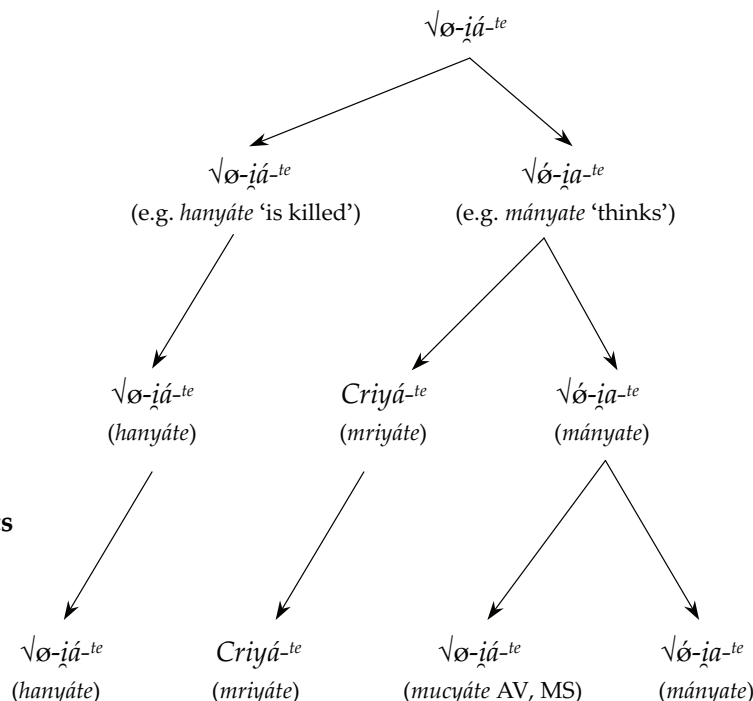 √ø-i̯á-ᵗᵉ
√ø-i̯á-ᵗᵉ √ǿ-i̯a-ᵗᵉ
(e.g. hanyáte ‘is killed’) (e.g. mányate ‘thinks’)
√ø-i̯á-ᵗᵉ Criyá-ᵗᵉ √ǿ-i̯a-ᵗᵉ
(hanyáte) (mriyáte) (mányate)
√ø-i̯á-ᵗᵉ Criyá-ᵗᵉ √ø-i̯á-ᵗᵉ √ǿ-i̯a-ᵗᵉ
(hanyáte) (mriyáte) (mucyáte AV, MS) (mányate)